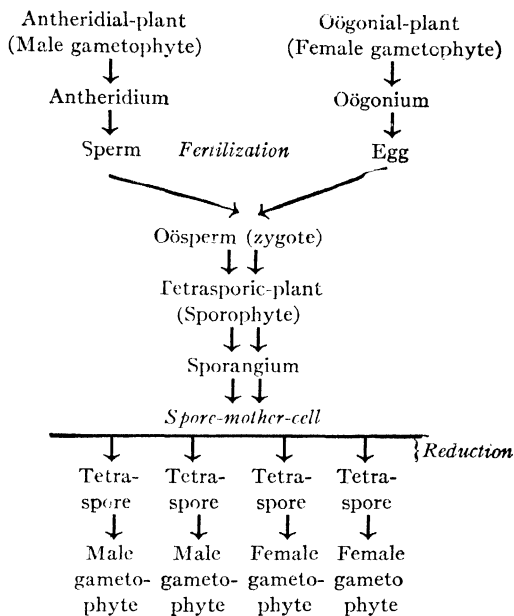 Antheridial-plant
(Male gametophyte)
Oögonial-plant
(Female gametophyte)
Antheridium
Oögonium
Sperm
Fertilization
Egg
Oösperm (zygote)
Tetrasporic-plant
(Sporophyte)
Sporangium
Spore-mother-cell
Reduction
Tetra-
spore
Tetra-
spore
Tetra-
spore
Tetra-
spore
Male
gameto-
phyte
Male
gameto-
phyte
Female
gameto-
phyte
Female
gameto
phyte